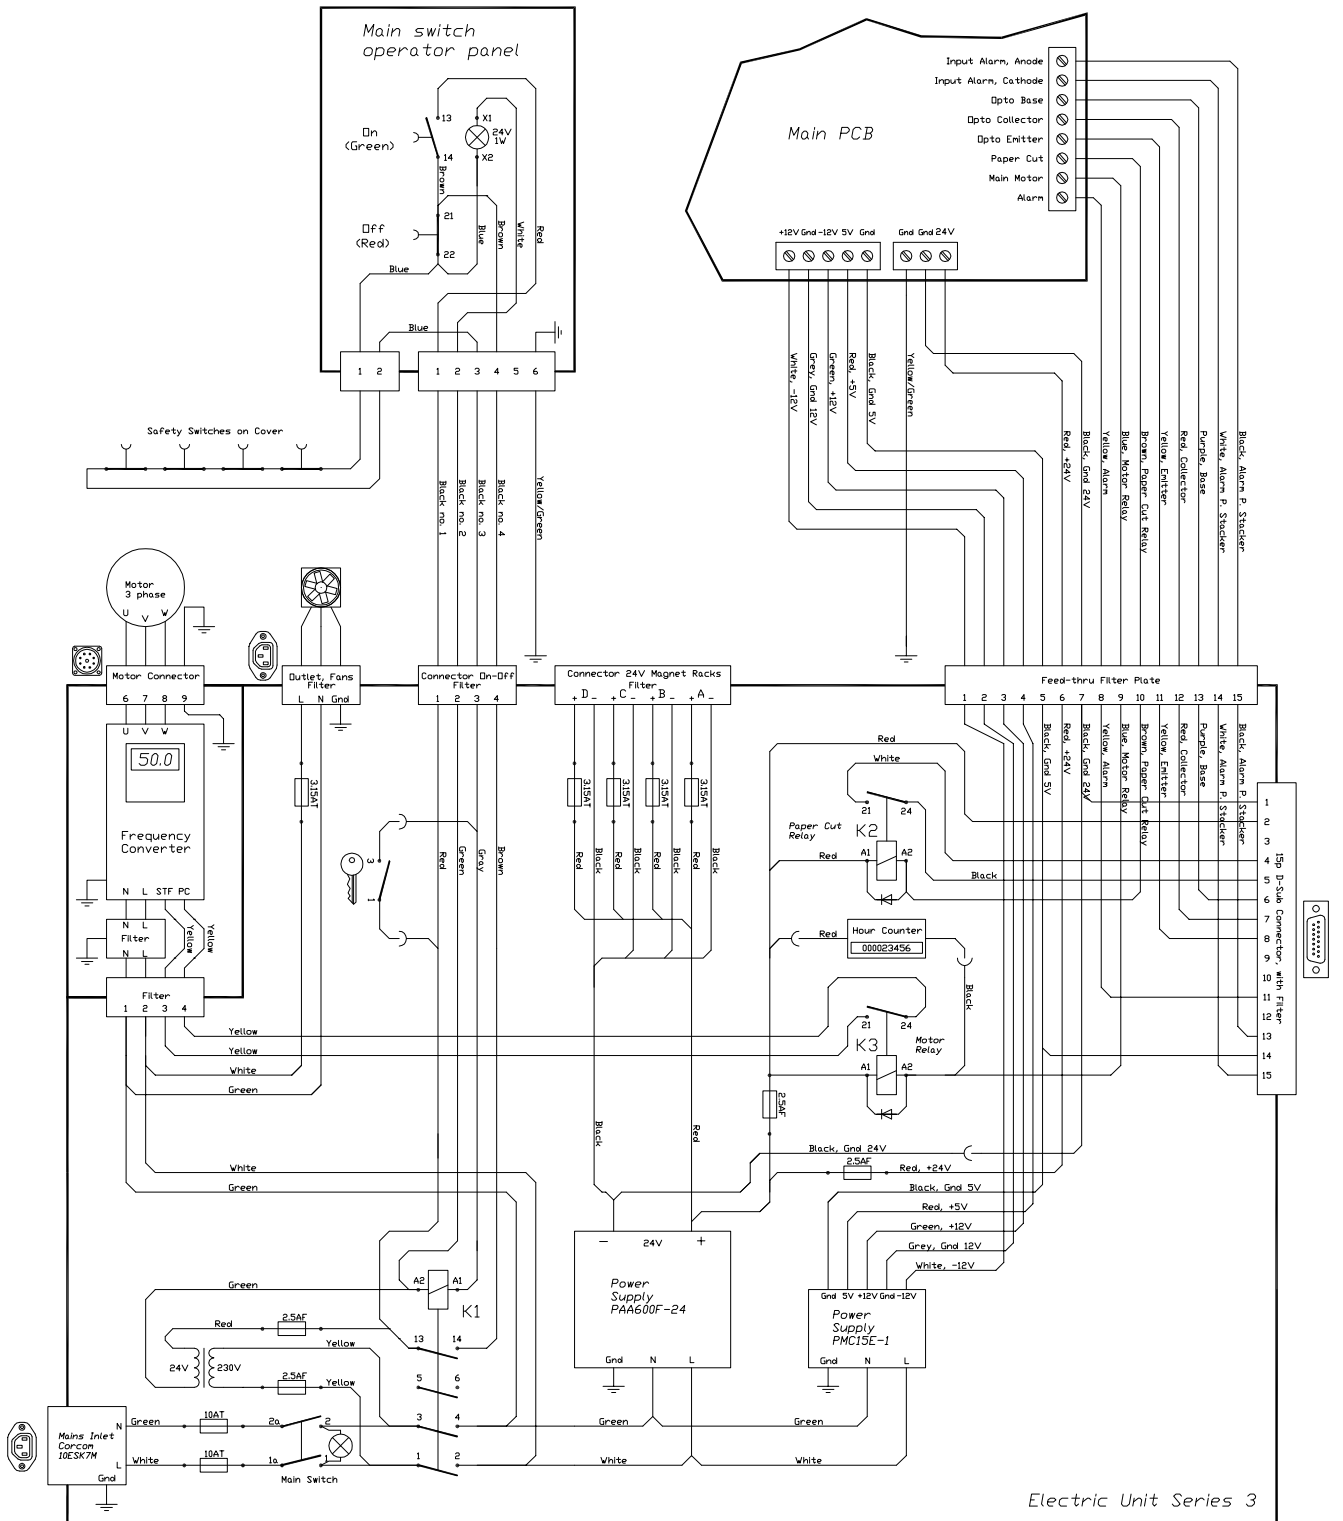 Main switch
operator panel
On
(Green)
13
14
X1
24V
1W
X2
Brown
Off
(Red)
21
22
Blue
Brown
White
Red
Blue
Blue
1 2
1 2 3 4 5 6
Main PCB
Input Alarm, Anode
Input Alarm, Cathode
Opto Base
Opto Collector
Opto Emitter
Paper Cut
Main Motor
Alarm
+12V Gnd -12V 5V Gnd
Gnd Gnd 24V
White, -12V
Grey, Gnd 12V
Green, +12V
Red, +5V
Black, Gnd 5V
Yellow/Green
Red, +24V
Black, Gnd 24V
Yellow, Alarm
Blue, Motor Relay
Brown, Paper Cut Relay
Yellow, Emitter
Red, Collector
Purple, Base
White, Alarm P. Stacker
Black, Alarm P. Stacker
Safety Switches on Cover
Black no. 1
Black no. 2
Black no. 3
Black no. 4
Yellow/Green
Motor
3 phase
U V W
Motor Connector
6 7 8 9
U V W
50.0
Frequency
Converter
N L STF PC
N L
Filter
N L
Yellow
Yellow
Filter
1 2 3 4
Outlet, Fans
Filter
L N Gnd
3.15AT
Connector On-Off
Filter
1 2 3 4
3
1
Red
Green
Gray
Brown
Connector 24V Magnet Racks
Filter
+ D - + C - + B - + A -
3.15AT
3.15AT
3.15AT
3.15AT
Red
Black
Red
Black
Red
Black
Red
Black
Feed-thru Filter Plate
1 2 3 4 5 6 7 8 9 10 11 12 13 14 15
Black, Gnd 5V
Red, +24V
Black, Gnd 24V
Yellow, Alarm
Blue, Motor Relay
Brown, Paper Cut Relay
Yellow, Emitter
Red, Collector
Purple, Base
White, Alarm P. Stacker
Black, Alarm P. Stacker
Red
White
21
24
Paper Cut
Relay
K2
Red
A1
A2
Black
Red
Hour Counter
000023456
Black
21
24
K3
Motor
Relay
A1
A2
1
2
3
4
5
6
7
8
9
10
11
12
13
14
15
15p D-Sub Connector, with Filter
Yellow
Yellow
White
Green
2.5AF
Black
Red
Black, Gnd 24V
2.5AF
Red, +24V
Black, Gnd 5V
Red, +5V
Green, +12V
Grey, Gnd 12V
White, -12V
White
Green
- 24V +
Power
Supply
PAA600F-24
Gnd N L
Gnd 5V +12V Gnd -12V
Power
Supply
PMC15E-1
Gnd N L
Green
A2
A1
K1
Red
2.5AF
Yellow
13
14
24V
230V
2.5AF
Yellow
5
6
Mains Inlet
Corcom
10ESK7M
N
L
Gnd
Green
10AT
2a
2
3
4
Green
Green
White
10AT
1a
1
1
2
White
White
Main Switch
Electric Unit Series 3